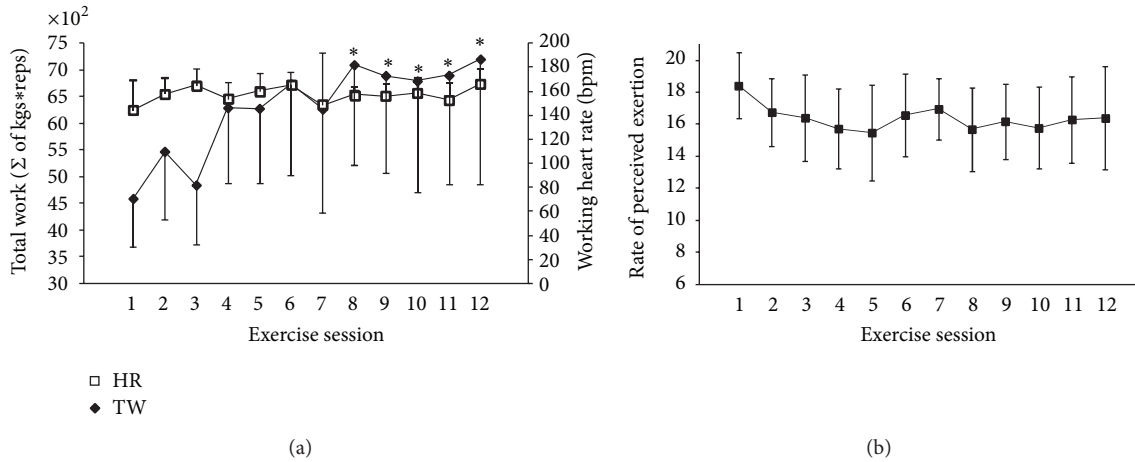 ×10²
75
70
65
60
55
50
45
40
35
30
Total work (Σ of kgs*reps)
* * * * *
200
180
160
140
120
100
80
60
40
20
0
Working heart rate (bpm)
1 2 3 4 5 6 7 8 9 10 11 12
Exercise session
HR
TW
(a)
20
18
16
14
12
10
8
6
Rate of perceived exertion
1 2 3 4 5 6 7 8 9 10 11 12
Exercise session
(b)